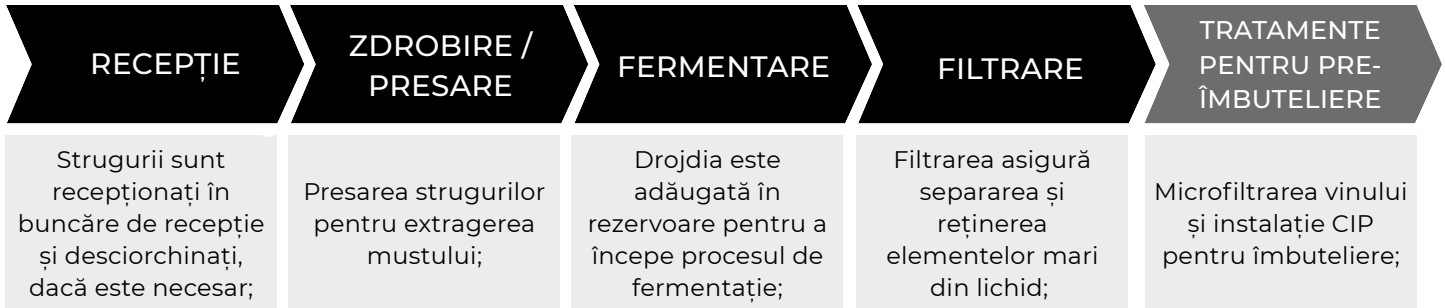 RECEPȚIE
ZDROBIRE /
PRESARE
FERMENTARE
FILTRARE
TRATAMENTE
PENTRU PRE-
ÎMBUTELIERE
Strugurii sunt
recepționați în
buncăre de recepție
și desciorchinați,
dacă este necesar;
Presarea strugurilor
pentru extragerea
mustului;
Drojdia este
adăugată în
rezervoare pentru a
începe procesul de
fermentație;
Filtrarea asigură
separarea și
reținerea
elementelor mari
din lichid;
Microfiltrarea vinului
și instalație CIP
pentru îmbuteliere;